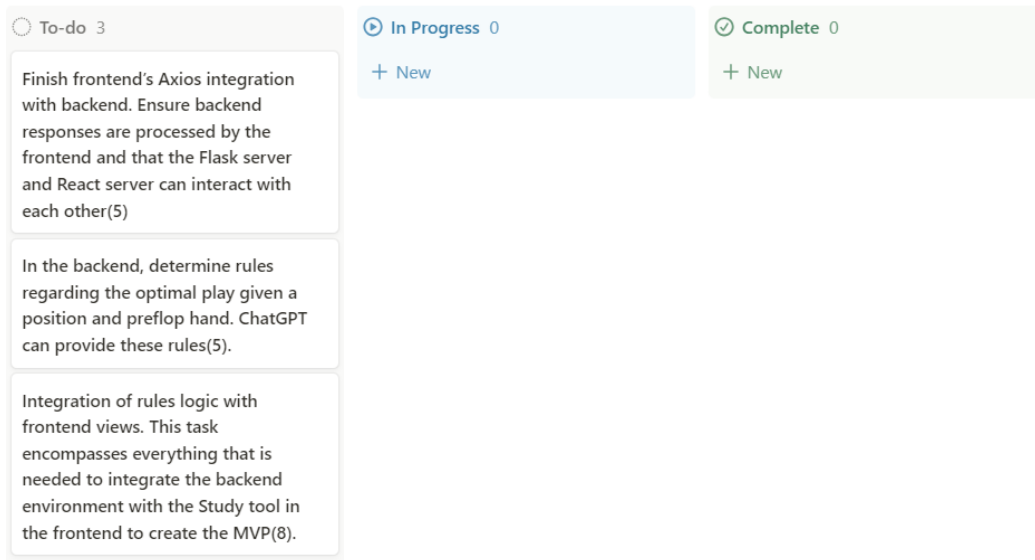 To-do 3
Finish frontend's Axios integration
with backend. Ensure backend
responses are processed by the
frontend and that the Flask server
and React server can interact with
each other(5)
In the backend, determine rules
regarding the optimal play given a
position and preflop hand. ChatGPT
can provide these rules(5).
Integration of rules logic with
frontend views. This task
encompasses everything that is
needed to integrate the backend
environment with the Study tool in
the frontend to create the MVP(8).
In Progress 0
+ New
Complete 0
+ New